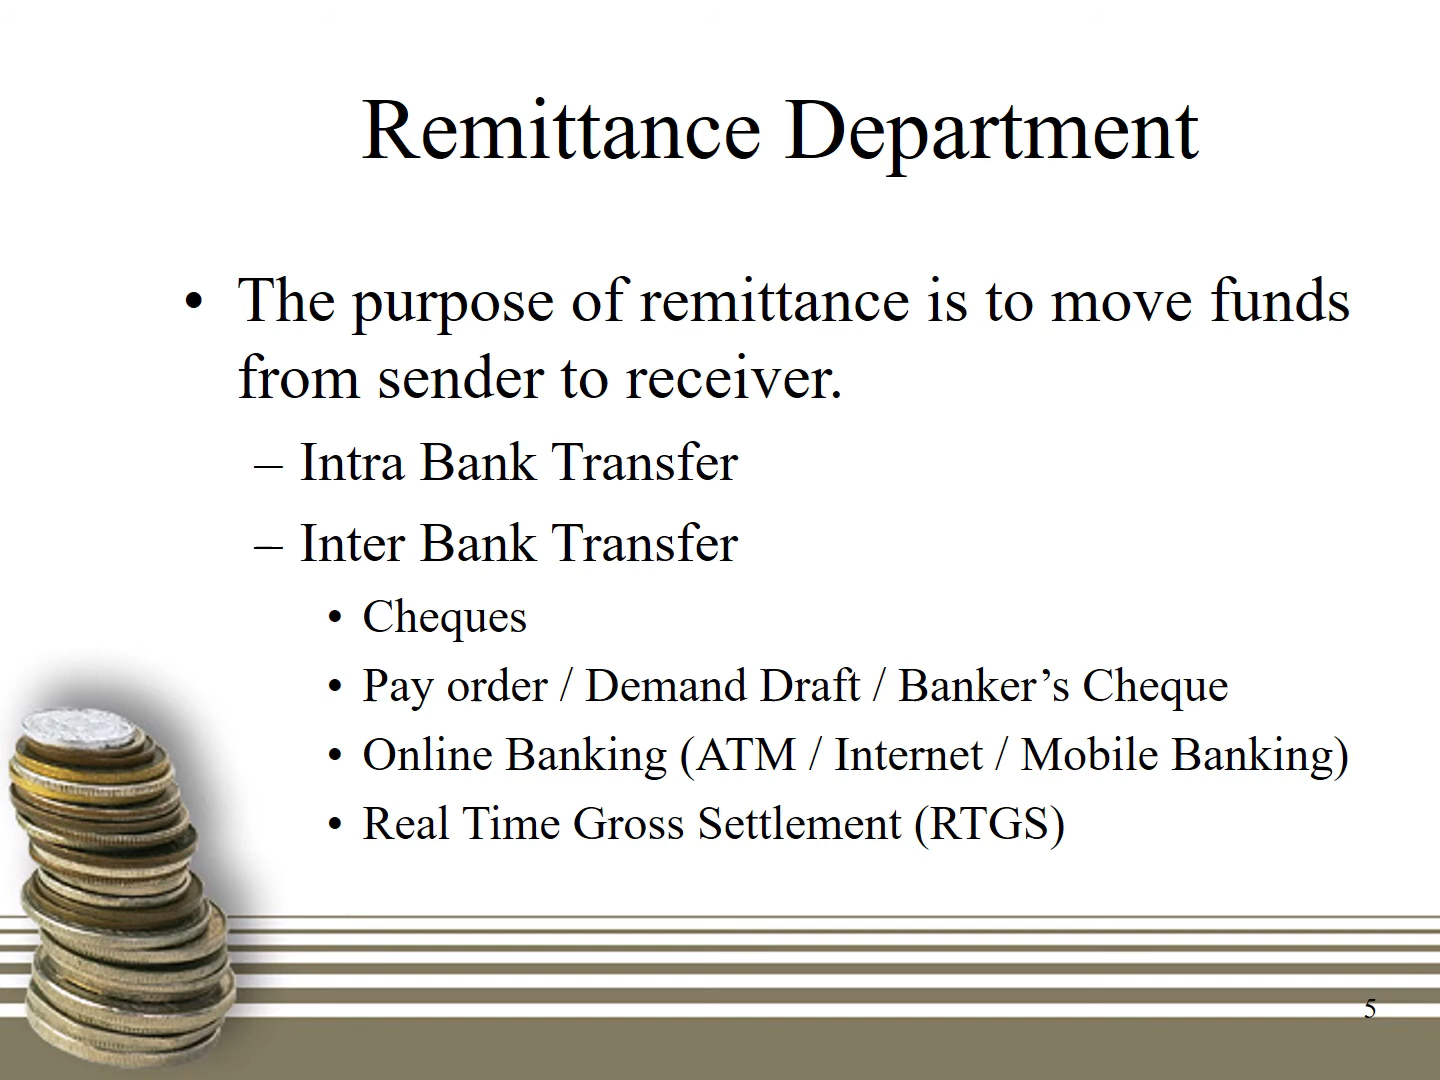 Remittance Department
• The purpose of remittance is to move funds
from sender to receiver.
– Intra Bank Transfer
– Inter Bank Transfer
• Cheques
• Pay order / Demand Draft / Banker’s Cheque
• Online Banking (ATM / Internet / Mobile Banking)
• Real Time Gross Settlement (RTGS)
5